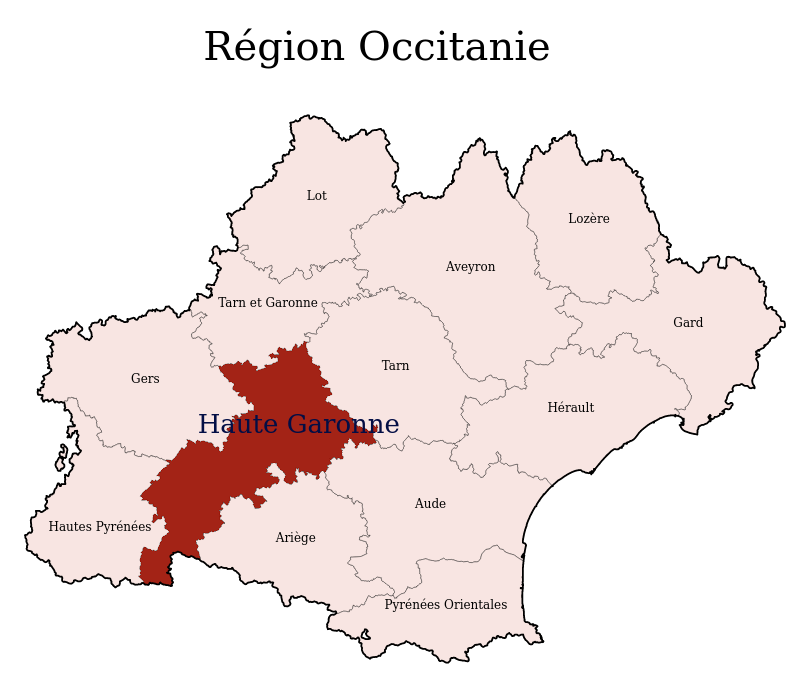 Région Occitanie
Lot
Lozère
Aveyron
Tarn et Garonne
Gard
Tarn
Gers
Hérault
Haute Garonne
Aude
Hautes Pyrénées
Ariège
Pyrénées Orientales